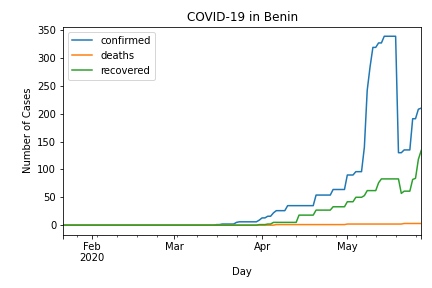 COVID-19 in Benin
350
300
250
200
150
100
50
0
Number of Cases
confirmed
deaths
recovered
Feb
2020
Mar
Apr
May
Day